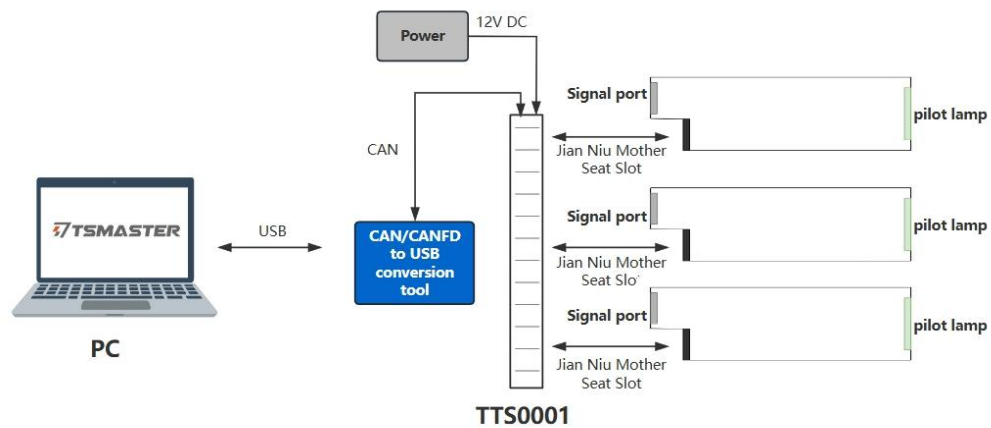 12V DC
Power
Signal port
pilot lamp
CAN
Jian Niu Mother
Seat Slot
TSMASTER
USB
CAN/CANFD
to USB
conversion
tool
Signal port
pilot lamp
Jian Niu Mother
Seat Slo
Signal port
pilot lamp
PC
Jian Niu Mother
Seat Slot
TTS0001